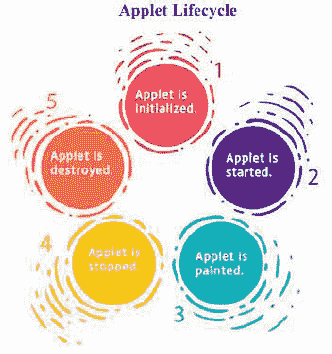 Applet Lifecycle
1
Applet is
initialized.
2
Applet is
started.
3
Applet is
painted.
4
Applet is
stopped.
5
Applet is
destroyed.